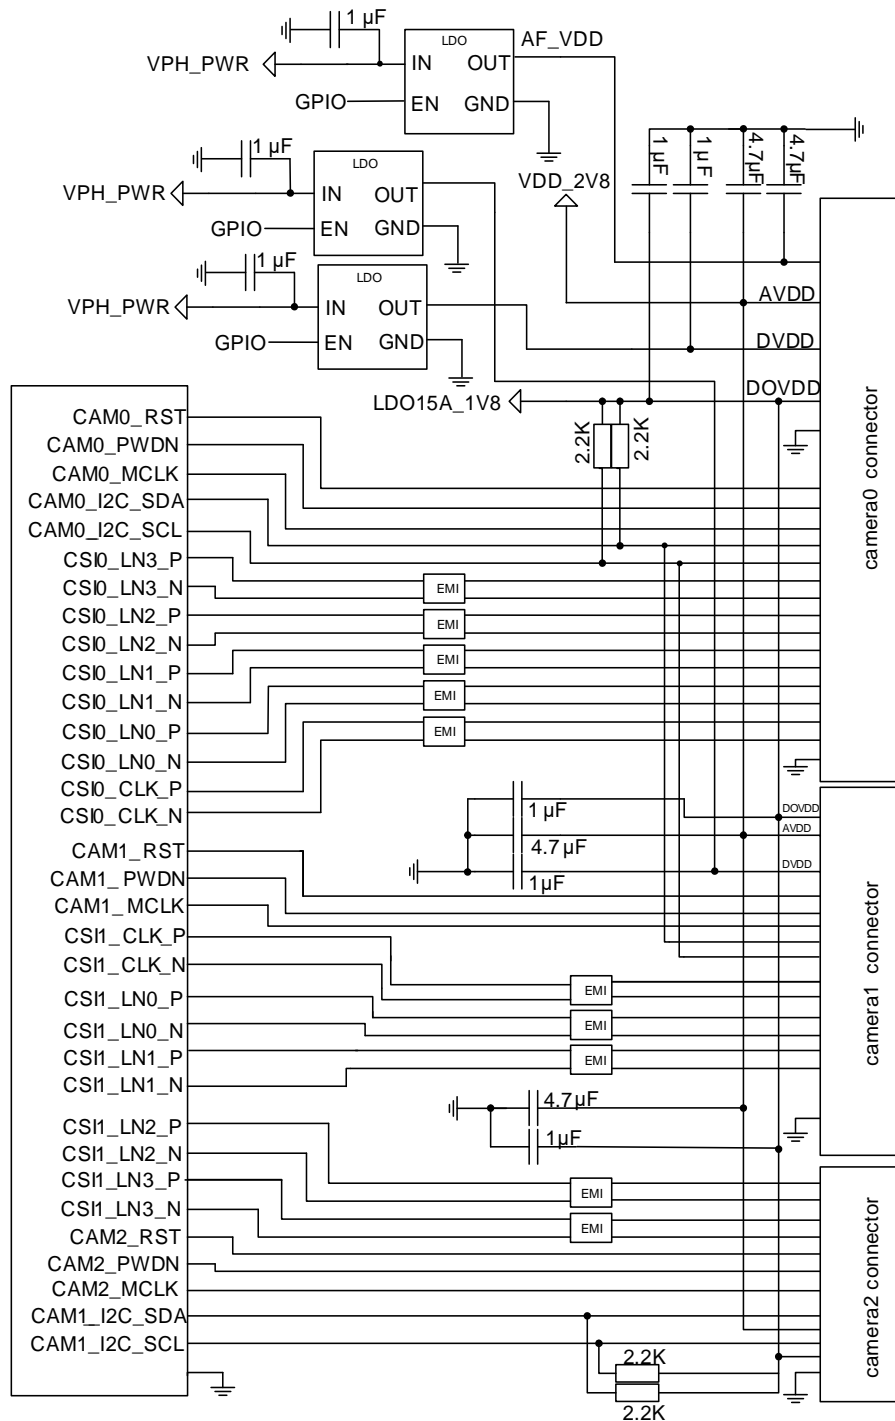 1 µF
LDO
AF_VDD
VPH_PWR
IN
OUT
GPIO
EN
GND
1 µF
1 µF
4.7µF
4.7µF
1 µF
LDO
VDD_2V8
VPH_PWR
IN
OUT
GPIO
EN
GND
1 µF
LDO
AVDD
VPH_PWR
IN
OUT
GPIO
EN
GND
DVDD
DOVDD
LDO15A_1V8
2.2K
2.2K
camera0 connector
CAM0_RST
CAM0_PWDN
CAM0_MCLK
CAM0_I2C_SDA
CAM0_I2C_SCL
CSI0_LN3_P
CSI0_LN3_N
EMI
CSI0_LN2_P
EMI
CSI0_LN2_N
CSI0_LN1_P
EMI
CSI0_LN1_N
EMI
CSI0_LN0_P
EMI
CSI0_LN0_N
CSI0_CLK_P
CSI0_CLK_N
1 µF
DOVDD
AVDD
4.7µF
DVDD
1µF
camera1 connector
CAM1_RST
CAM1_PWDN
CAM1_MCLK
CSI1_CLK_P
CSI1_CLK_N
EMI
CSI1_LN0_P
EMI
CSI1_LN0_N
CSI1_LN1_P
EMI
CSI1_LN1_N
4.7µF
1µF
CSI1_LN2_P
CSI1_LN2_N
CSI1_LN3_P
EMI
CSI1_LN3_N
EMI
CAM2_RST
CAM2_PWDN
CAM2_MCLK
CAM1_I2C_SDA
CAM1_I2C_SCL
2.2K
2.2K
camera2 connector